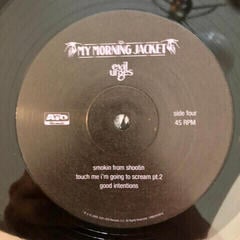 MY MORNING JACKET
evil
urges
ATO
side four
45 RPM
smokin from shootin
touch me i'm going to scream pt.2
good intentions